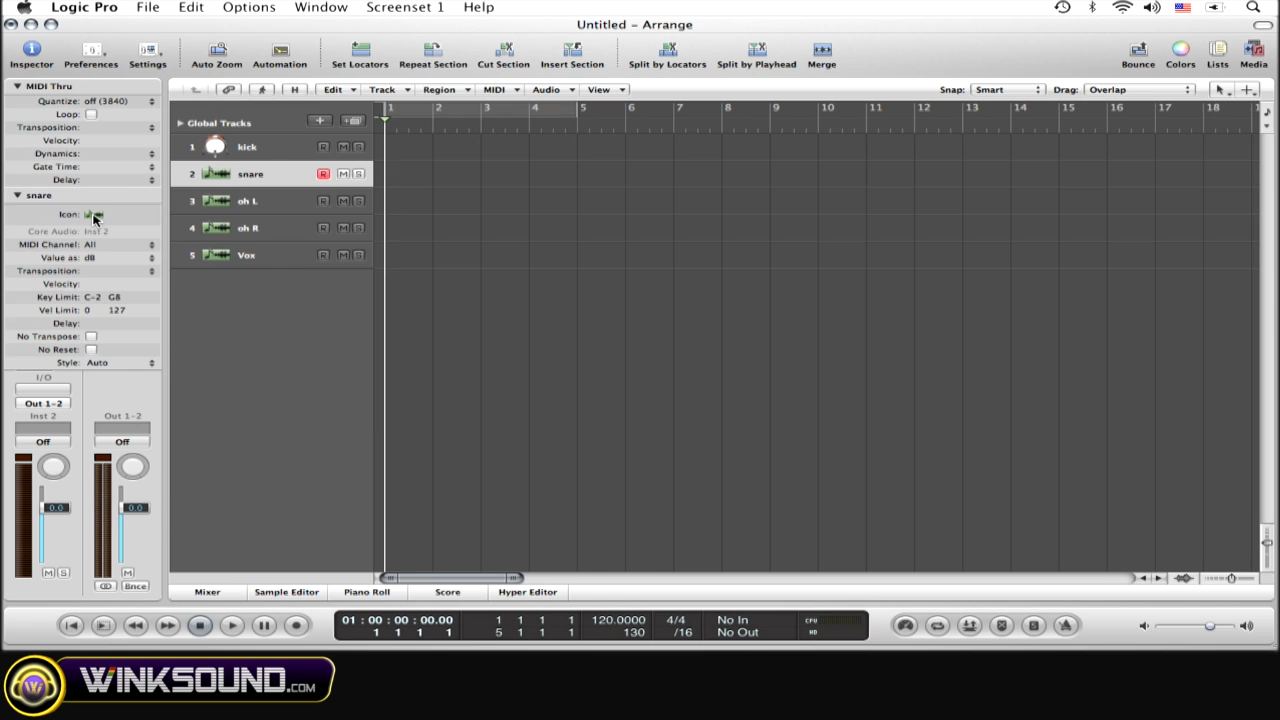 Logic Pro File Edit Options Window Screenset 1 Help
Untitled – Arrange
Inspector Preferences Settings Auto Zoom Automation Set Locators Repeat Section Cut Section Insert Section Split by Locators Split by Playhead Merge Bounce Colors Lists Media
MIDI Thru
Edit Track Region MIDI Audio View Snap: Smart Drag: Overlap
H
Quantize: off (3840)
Loop:
Transposition:
Velocity:
Dynamics:
Gate Time:
Delay:
1 2 3 4 5 6 7 8 9 10 11 12 13 14 15 16 17 18
Global Tracks
1 kick R M S
2 snare R M S
3 oh L R M S
4 oh R R M S
5 Vox R M S
snare
Icon:
Core Audio: Inst 2
MIDI Channel: All
Value as: dB
Transposition:
Velocity:
Key Limit: C-2 G8
Vel Limit: 0 127
Delay:
No Transpose:
No Reset:
Style: Auto
I/O
Out 1-2
Inst 2 Out 1-2
Off Off
0.0 0.0
M S M
Bnce
Mixer Sample Editor Piano Roll Score Hyper Editor
01 : 00 : 00 : 00.00 1 1 1 1 120.0000 4/4 No In CPU
1 1 1 1 5 1 1 1 130 /16 No Out HD
WINKSOUND.COM